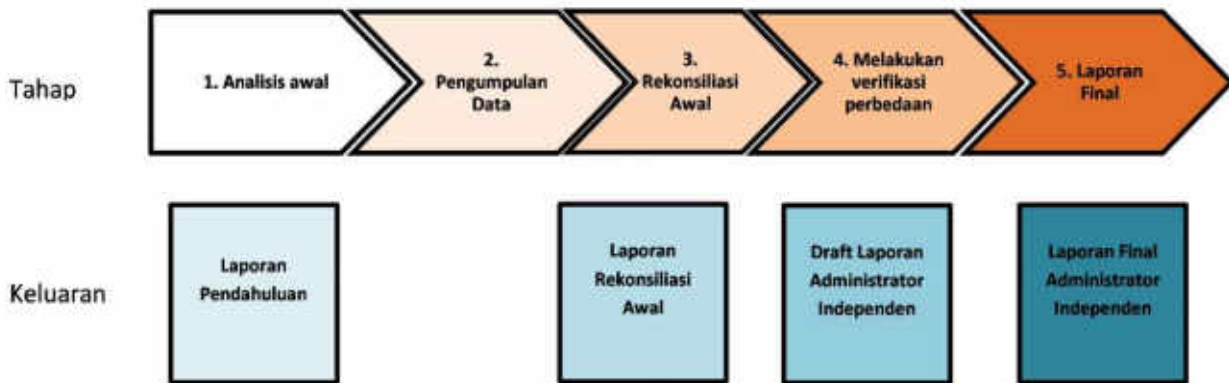 Tahap
1. Analisis awal
2.
Pengumpulan
Data
3.
Rekonsiliasi
Awal
4. Melakukan
verifikasi
perbedaan
5. Laporan
Final
Keluaran
Laporan
Pendahuluan
Laporan
Rekonsiliasi
Awal
Draft Laporan
Administrator
Independen
Laporan Final
Administrator
Independen